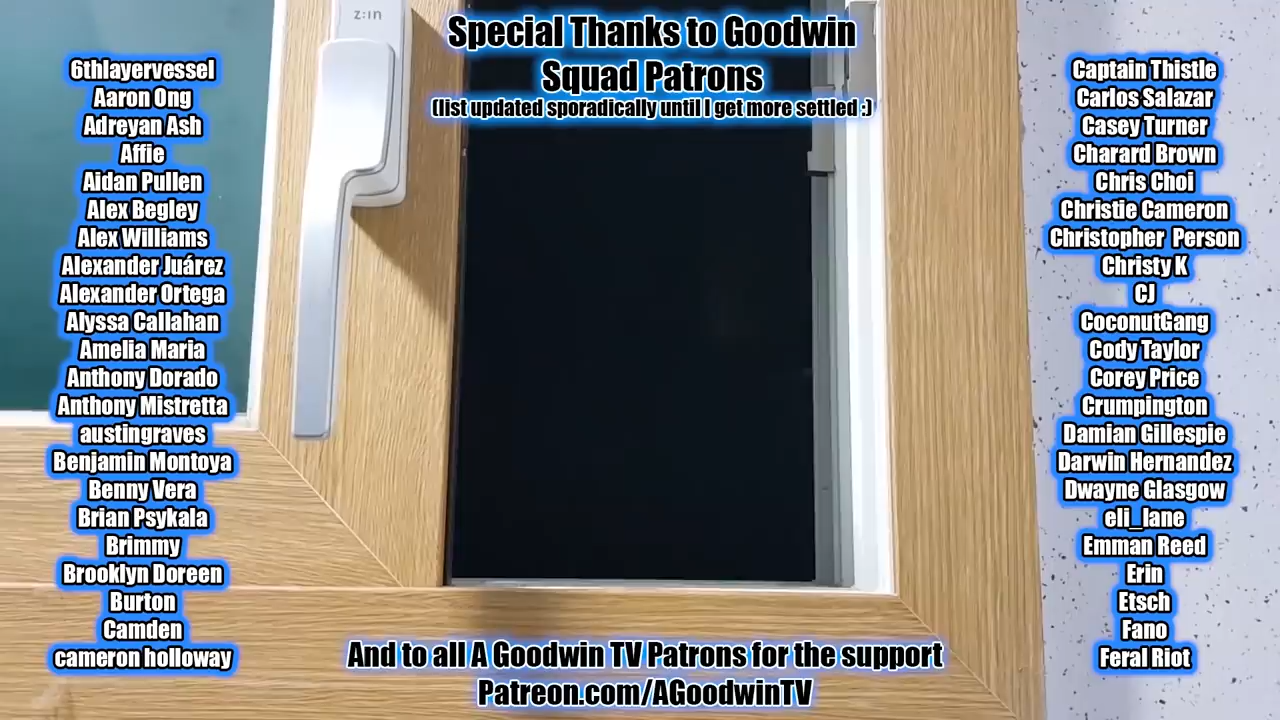 z:in
Special Thanks to Goodwin
Squad Patrons
(list updated sporadically until I get more settled :)
6thlayervessel
Aaron Ong
Adreyan Ash
Affie
Aidan Pullen
Alex Begley
Alex Williams
Alexander Juárez
Alexander Ortega
Alyssa Callahan
Amelia Maria
Anthony Dorado
Anthony Mistretta
austingraves
Benjamin Montoya
Benny Vera
Brian Psykala
Brimmy
Brooklyn Doreen
Burton
Camden
cameron holloway
Captain Thistle
Carlos Salazar
Casey Turner
Charard Brown
Chris Choi
Christie Cameron
Christopher Person
Christy K
CJ
CoconutGang
Cody Taylor
Corey Price
Crumpington
Damian Gillespie
Darwin Hernandez
Dwayne Glasgow
eli_lane
Emman Reed
Erin
Etsch
Fano
Feral Riot
And to all A Goodwin TV Patrons for the support
Patreon.com/AGoodwinTV